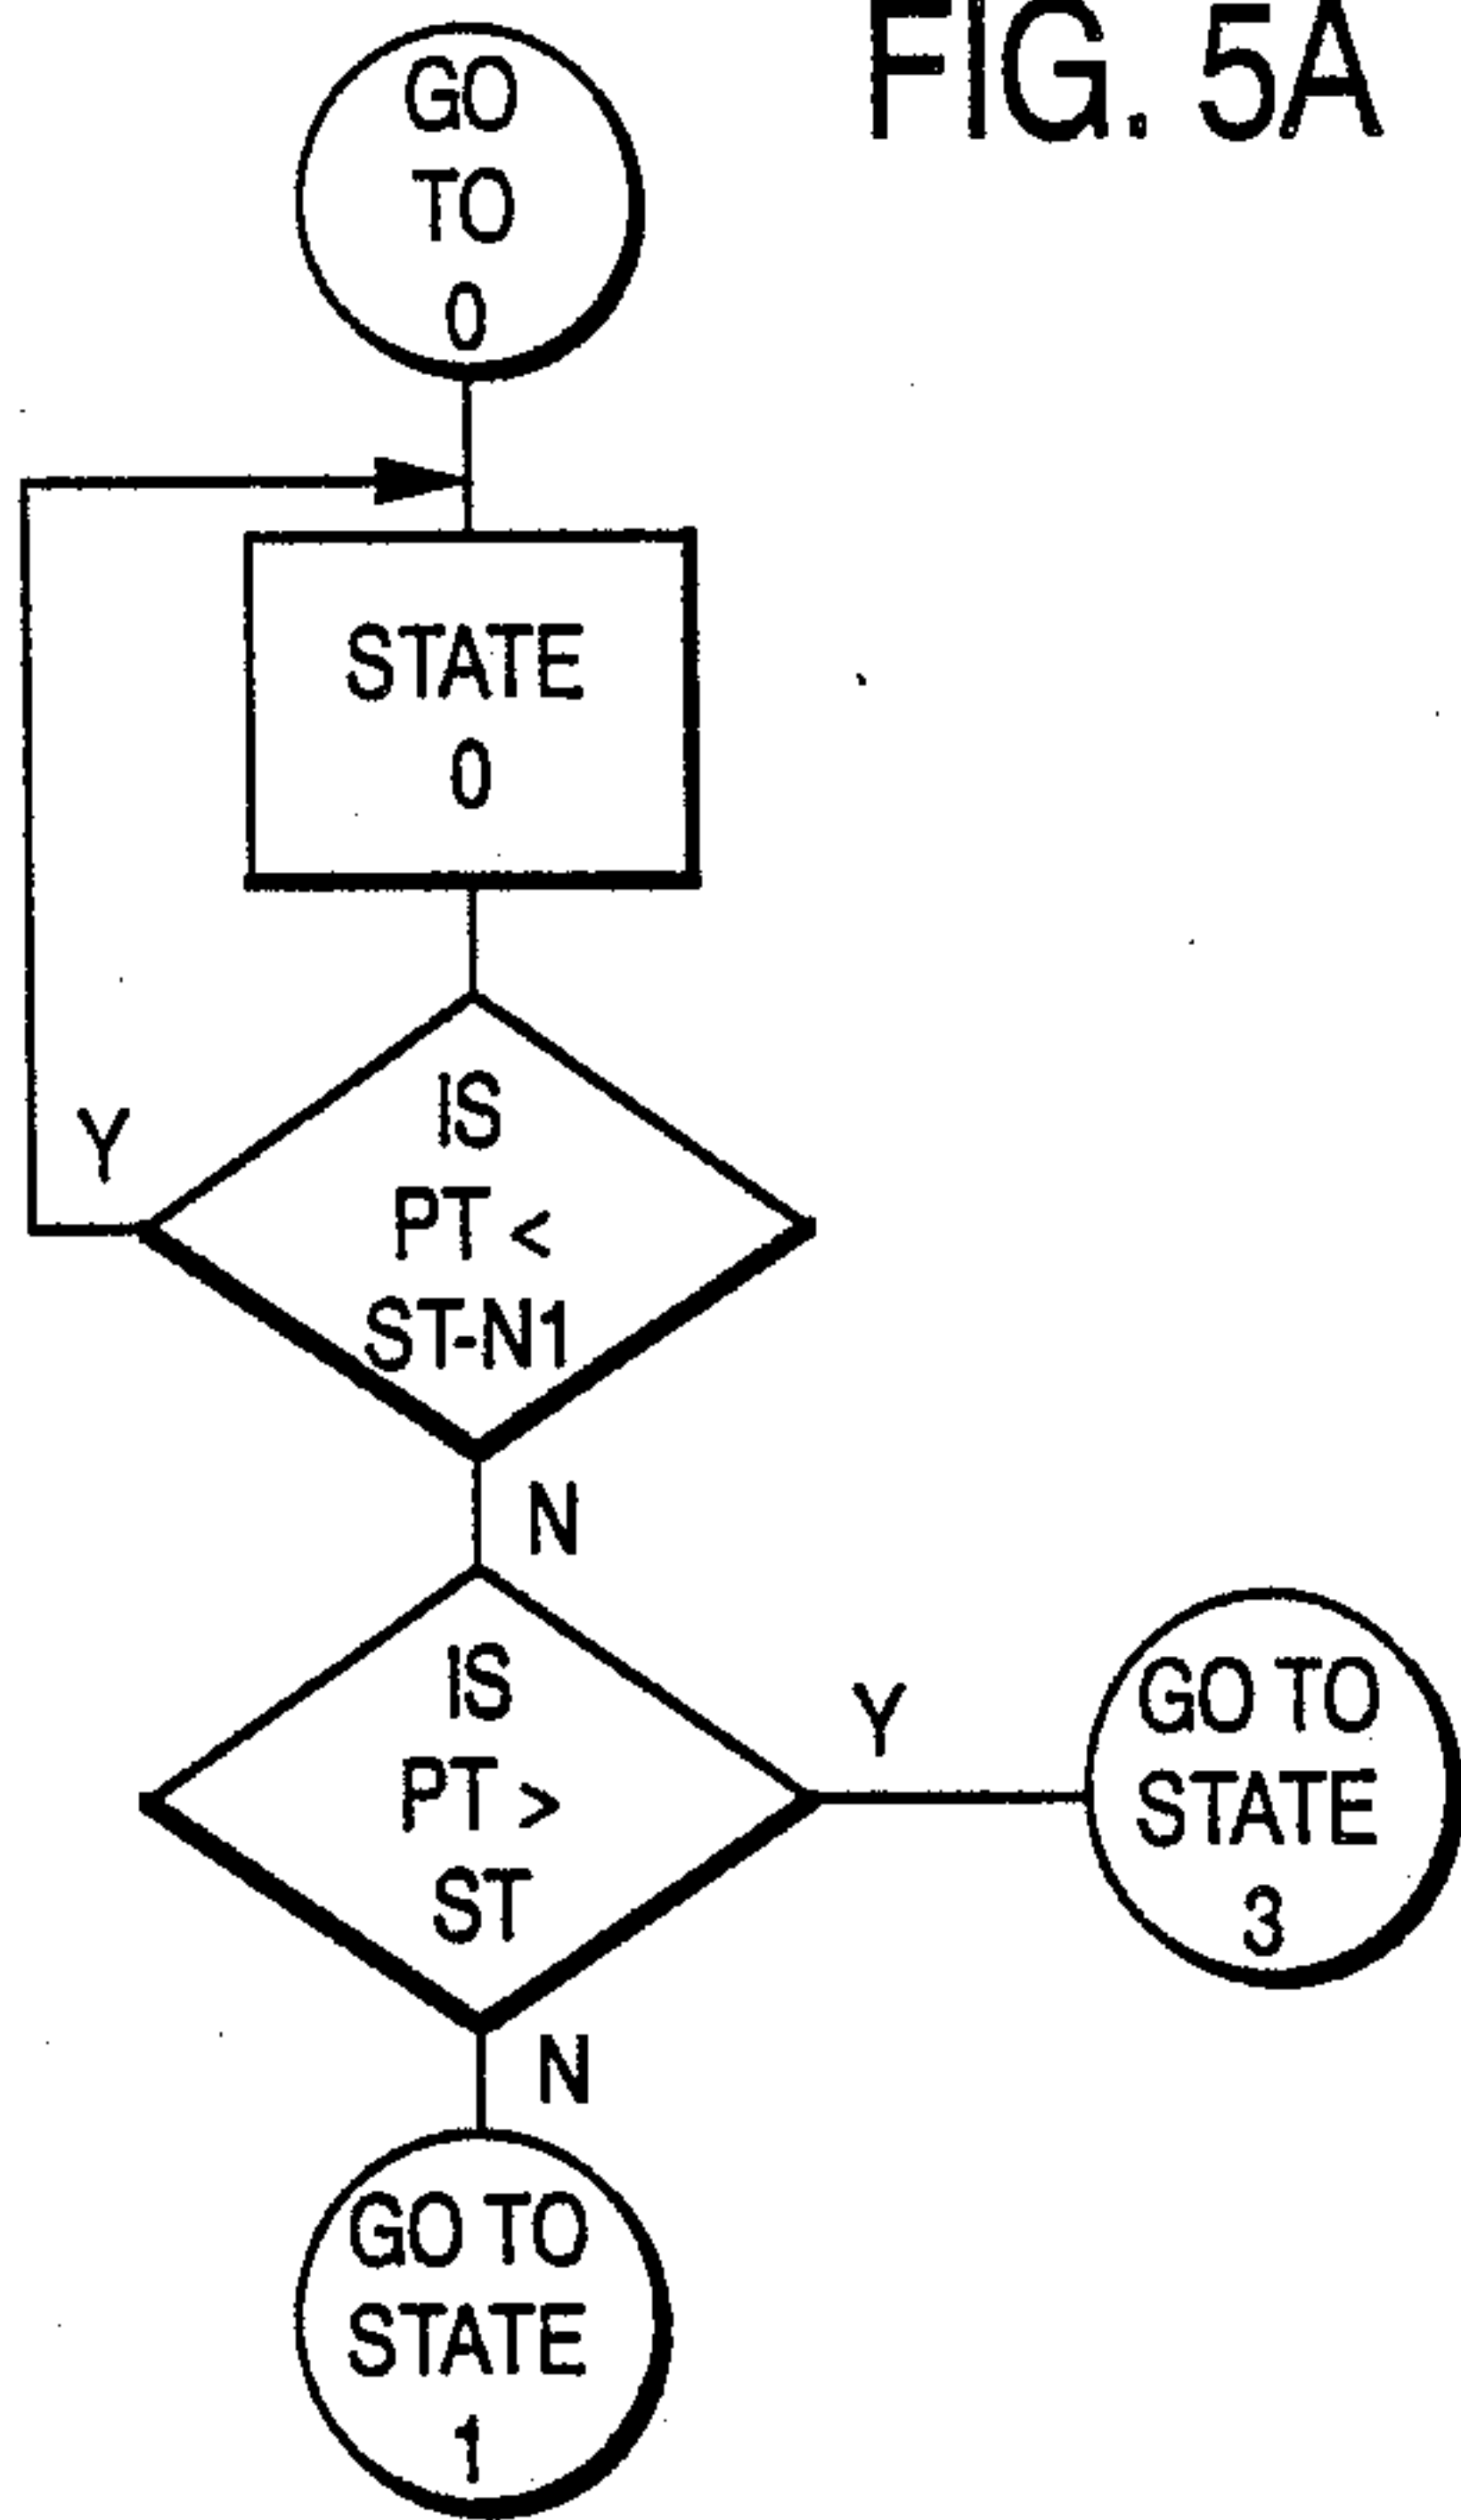 FIG. 5A
GO
TO
0
STATE
0
IS
PT <
ST-N1
Y
N
IS
PT >
ST
Y
GO TO
STATE
3
N
GO TO
STATE
1